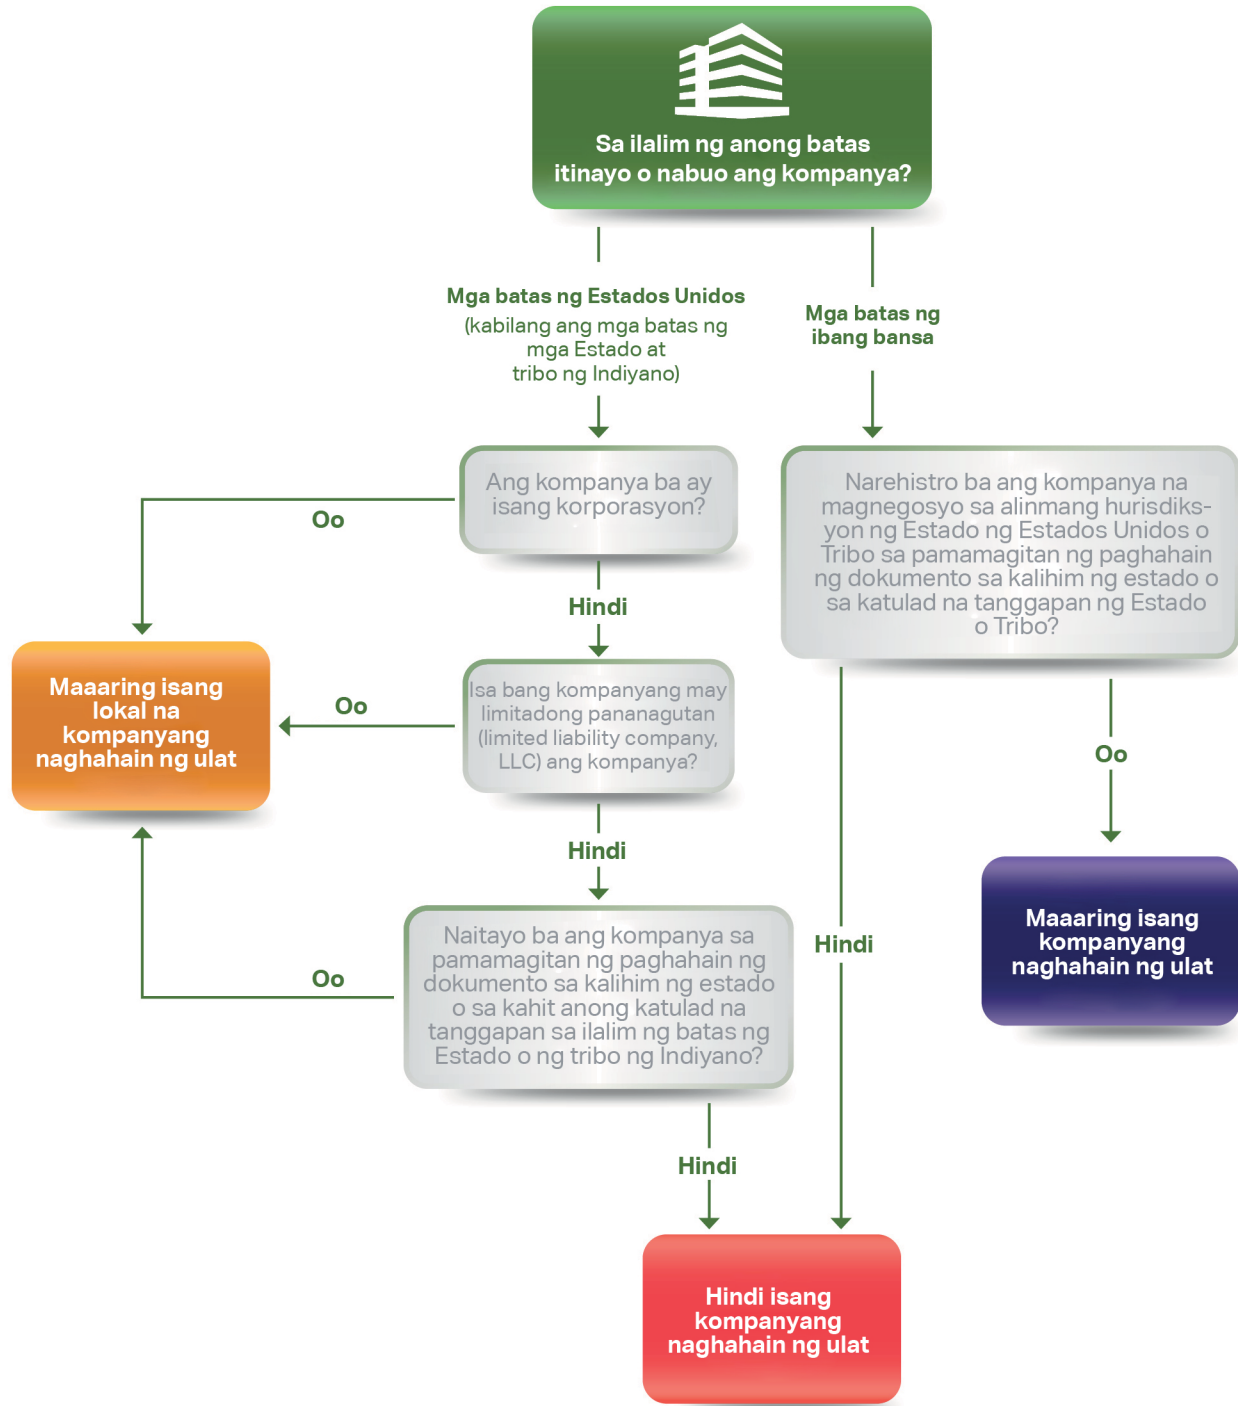 Sa ilalim ng anong batas
itinayo o nabuo ang kompanya?
Mga batas ng Estados Unidos
(kabilang ang mga batas ng
mga Estado at
tribo ng Indiyano)
Mga batas ng
ibang bansa
Ang kompanya ba ay
isang korporasyon?
Oo
Hindi
Narehistro ba ang kompanya na
magnegosyo sa alinmang hurisdiks-
yon ng Estado ng Estados Unidos o
Tribo sa pamamagitan ng paghahain
ng dokumento sa kalihim ng estado o
sa katulad na tanggapan ng Estado
o Tribo?
Maaaring isang
lokal na
kompanyang
naghahain ng ulat
Oo
Isa bang kompanyang may
limitadong pananagutan
(limited liability company,
LLC) ang kompanya?
Hindi
Oo
Maaaring isang
kompanyang
naghahain ng ulat
Naitayo ba ang kompanya sa
pamamagitan ng paghahain ng
dokumento sa kalihim ng estado
o sa kahit anong katulad na
tanggapan sa ilalim ng batas ng
Estado o ng tribo ng Indiyano?
Oo
Hindi
Hindi
Hindi isang
kompanyang
naghahain ng ulat